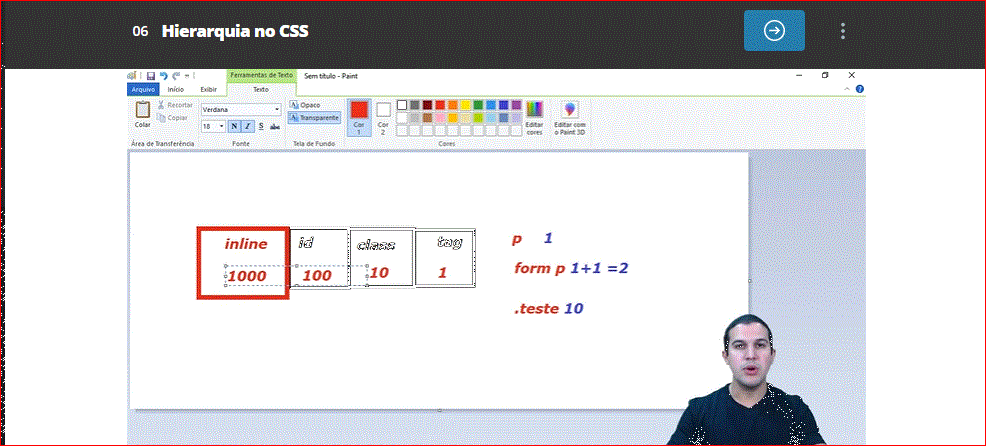 06 Hierarquia no CSS
Ferramentas de Texto Sem título - Paint
Arquivo Início Exibir Texto
Colar
Recortar
Copiar
Área de Transferência
Verdana
18 N I S abc
Fonte
Opaco
Transparente
Tela de Fundo
Cor 1
Cor 2
Cores
Editar cores
Editar com o Paint 3D
inline id class tag
1000 100 10 1
p 1
form p 1+1 =2
.teste 10